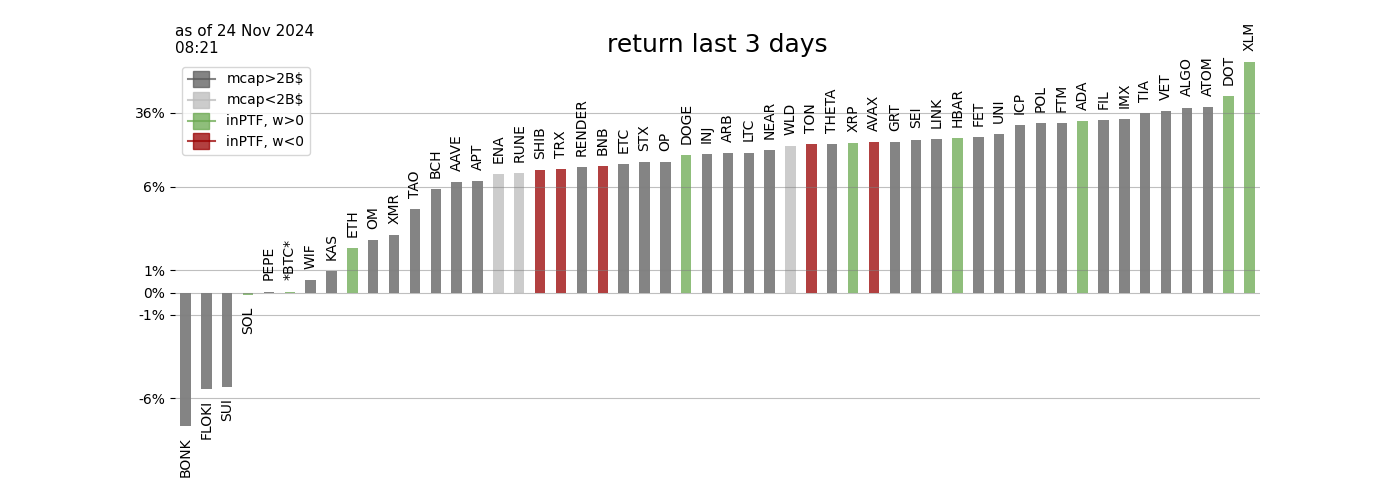 as of 24 Nov 2024
08:21
return last 3 days
mcap>2B$
mcap<2B$
inPTF, w>0
inPTF, w<0
36%
6%
1%
0%
-1%
-6%
BONK
FLOKI
SUI
SOL
PEPE
*BTC*
WIF
KAS
ETH
OM
XMR
TAO
BCH
AAVE
APT
ENA
RUNE
SHIB
TRX
RENDER
BNB
ETC
STX
OP
DOGE
INJ
ARB
LTC
NEAR
WLD
TON
THETA
XRP
AVAX
GRT
SEI
LINK
HBAR
FET
UNI
ICP
POL
FTM
ADA
FIL
IMX
TIA
VET
ALGO
ATOM
DOT
XLM